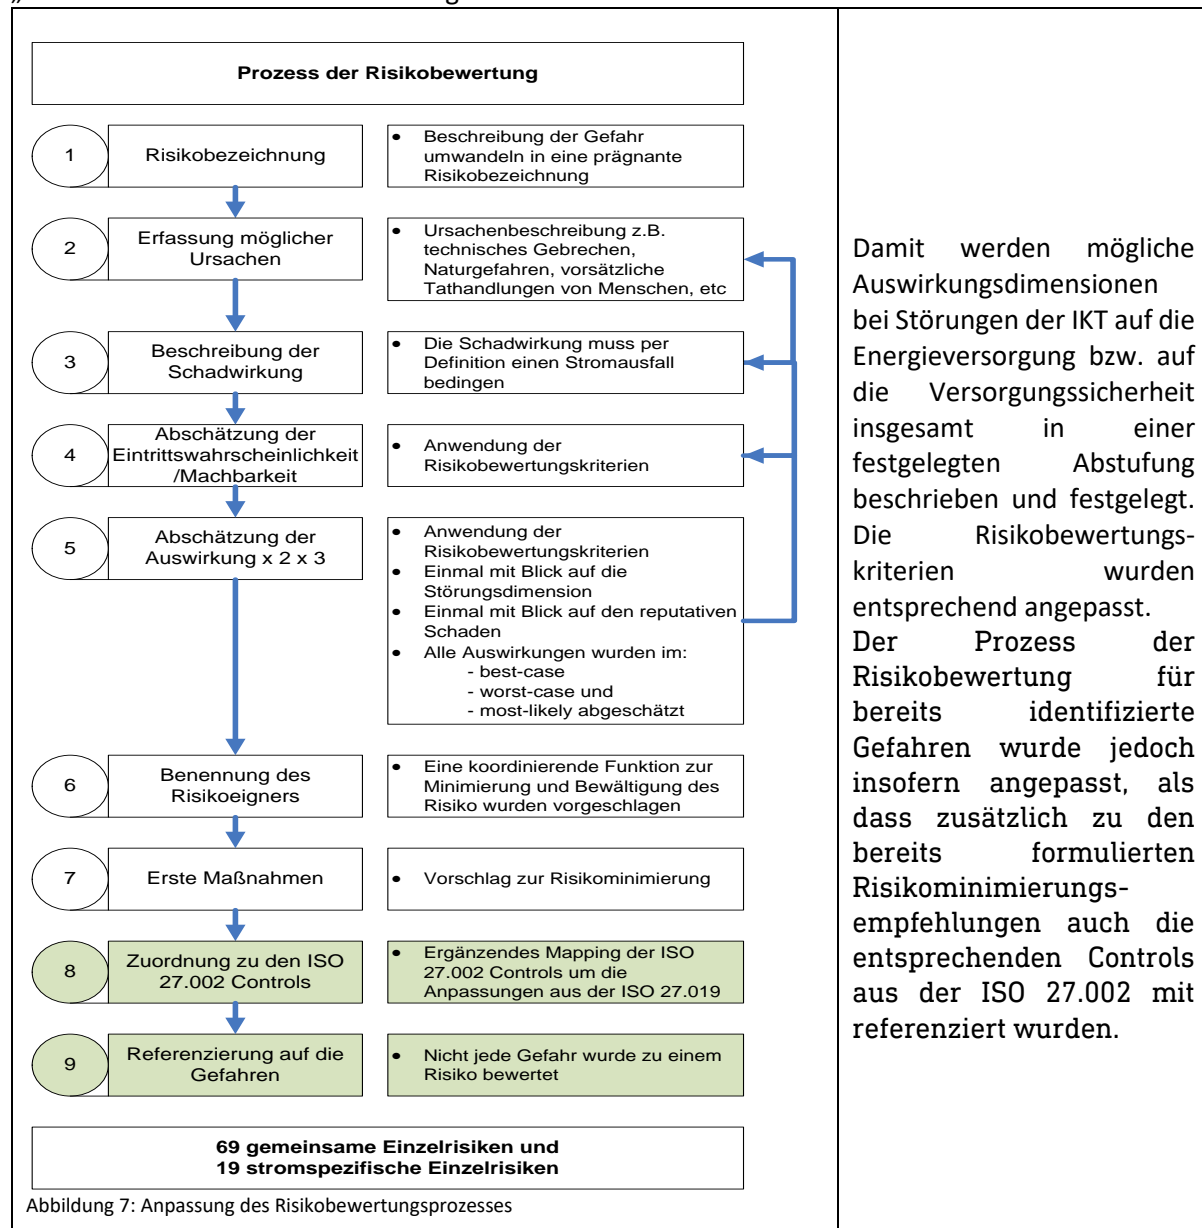 Prozess der Risikobewertung
1
Risikobezeichnung
• Beschreibung der Gefahr
umwandeln in eine prägnante
Risikobezeichnung
2
Erfassung möglicher
Ursachen
• Ursachenbeschreibung z.B.
technisches Gebrechen,
Naturgefahren, vorsätzliche
Tathandlungen von Menschen, etc
3
Beschreibung der
Schadwirkung
• Die Schadwirkung muss per
Definition einen Stromausfall
bedingen
4
Abschätzung der
Eintrittswahrscheinlichkeit
/Machbarkeit
• Anwendung der
Risikobewertungskriterien
5
Abschätzung der
Auswirkung x 2 x 3
• Anwendung der
Risikobewertungskriterien
• Einmal mit Blick auf die
Störungsdimension
• Einmal mit Blick auf den reputativen
Schaden
• Alle Auswirkungen wurden im:
- best-case
- worst-case und
- most-likely abgeschätzt
6
Benennung des
Risikoeigners
• Eine koordinierende Funktion zur
Minimierung und Bewältigung des
Risiko wurden vorgeschlagen
7
Erste Maßnahmen
• Vorschlag zur Risikominimierung
8
Zuordnung zu den ISO
27.002 Controls
• Ergänzendes Mapping der ISO
27.002 Controls um die
Anpassungen aus der ISO 27.019
9
Referenzierung auf die
Gefahren
• Nicht jede Gefahr wurde zu einem
Risiko bewertet
69 gemeinsame Einzelrisiken und
19 stromspezifische Einzelrisiken
Abbildung 7: Anpassung des Risikobewertungsprozesses
Damit werden mögliche
Auswirkungsdimensionen
bei Störungen der IKT auf die
Energieversorgung bzw. auf
die Versorgungssicherheit
insgesamt in einer
festgelegten Abstufung
beschrieben und festgelegt.
Die Risikobewertungs-
kriterien wurden
entsprechend angepasst.
Der Prozess der
Risikobewertung für
bereits identifizierte
Gefahren wurde jedoch
insofern angepasst, als
dass zusätzlich zu den
bereits formulierten
Risikominimierungs-
empfehlungen auch die
entsprechenden Controls
aus der ISO 27.002 mit
referenziert wurden.